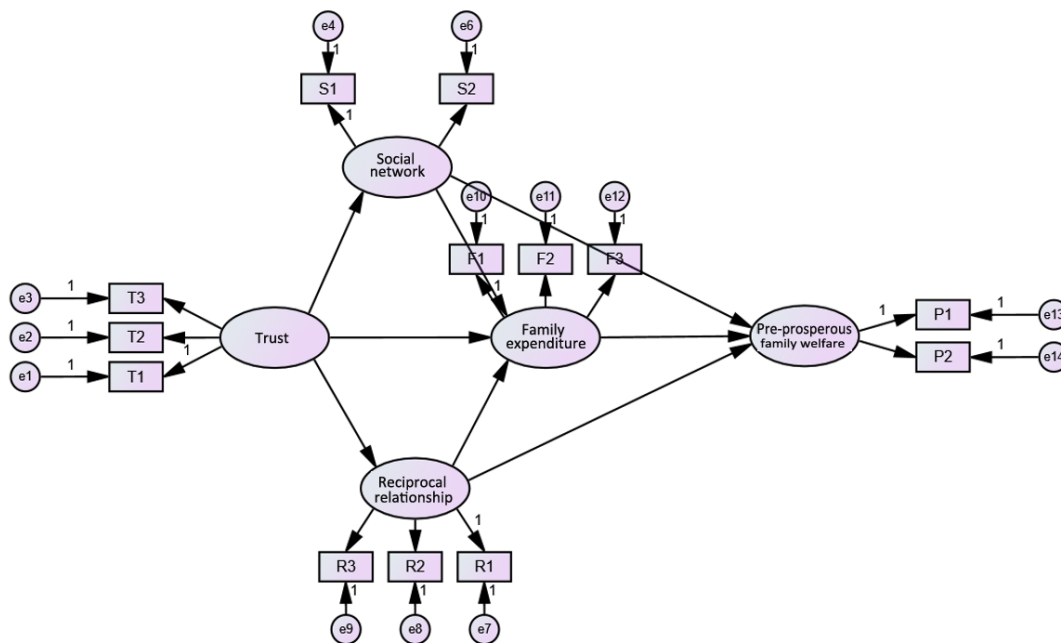 e4
e6
1
1
S1
S2
1
Social
network
e10
e11
e12
1
1
1
F1
F2
F3
1
e3
1
T3
e2
1
T2
e1
1
T1
1
Trust
Family
expenditure
Pre-prosperous
family welfare
1
P1
1
e13
P2
1
e14
Reciprocal
relationship
1
R3
R2
R1
1
1
1
e9
e8
e7